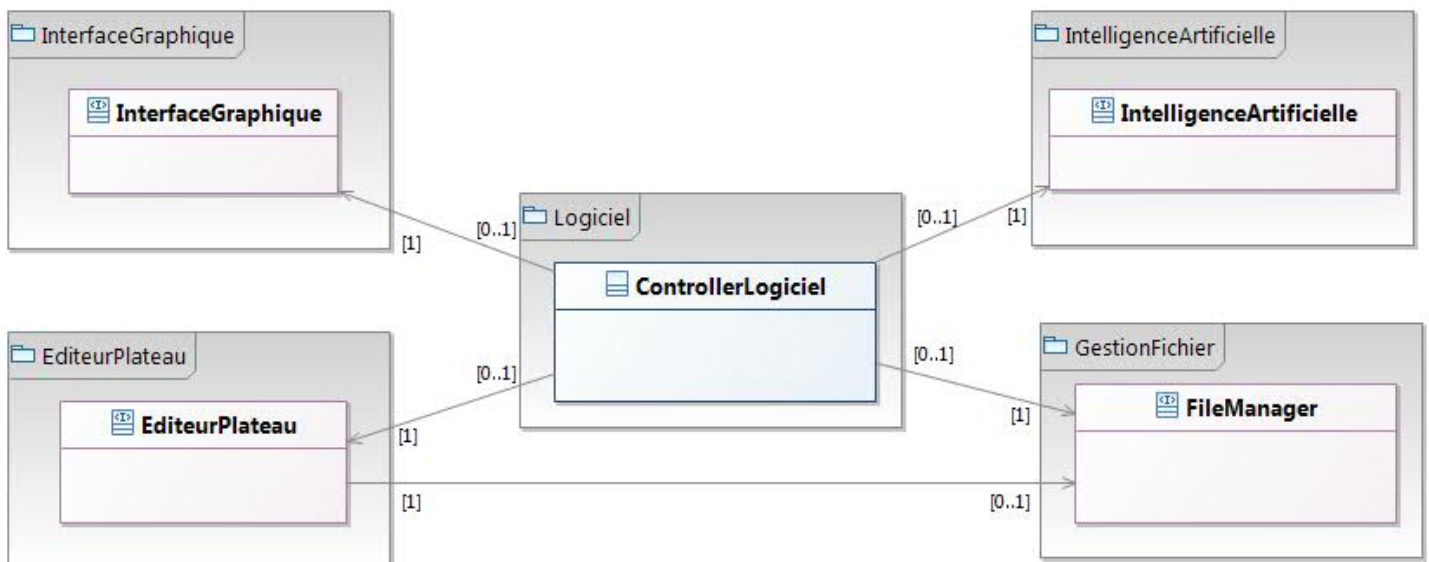 InterfaceGraphique
InterfaceGraphique
IntelligenceArtificielle
IntelligenceArtificielle
Logiciel
ControllerLogiciel
[0..1]
[1]
[0..1]
[1]
EditeurPlateau
EditeurPlateau
[0..1]
[1]
[0..1]
[1]
GestionFichier
FileManager
[1]
[0..1]